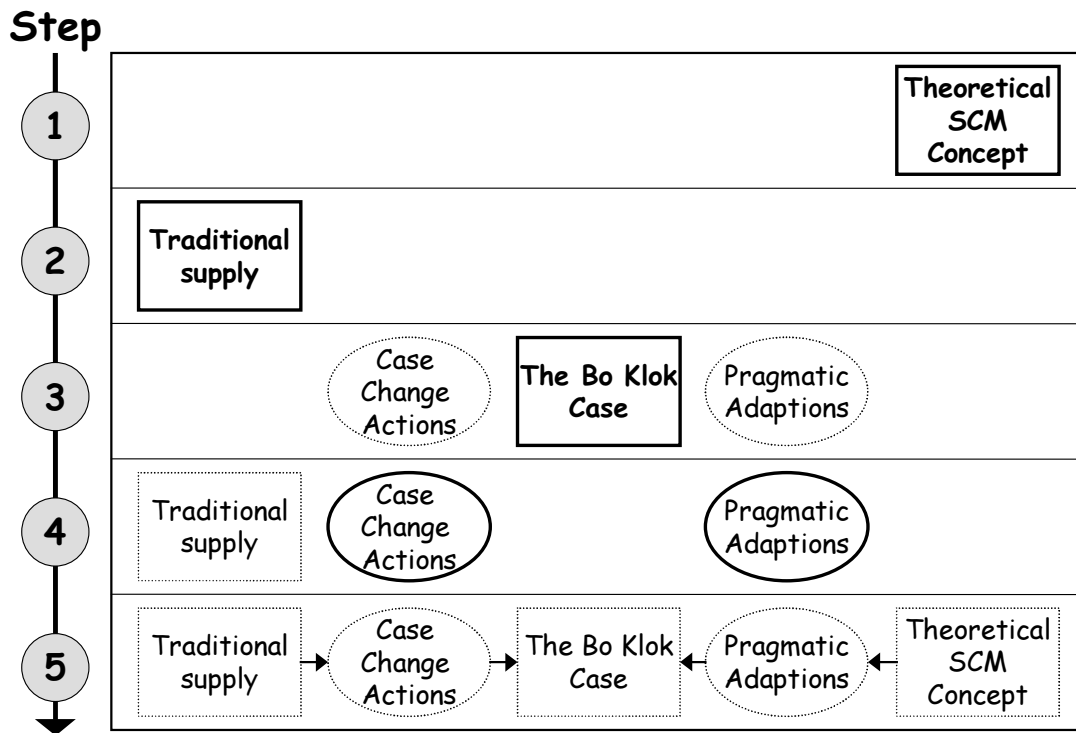 Step
1
Theoretical
SCM
Concept
2
Traditional
supply
3
Case
Change
Actions
The Bo Klok
Case
Pragmatic
Adaptions
4
Traditional
supply
Case
Change
Actions
Pragmatic
Adaptions
5
Traditional
supply
Case
Change
Actions
The Bo Klok
Case
Pragmatic
Adaptions
Theoretical
SCM
Concept